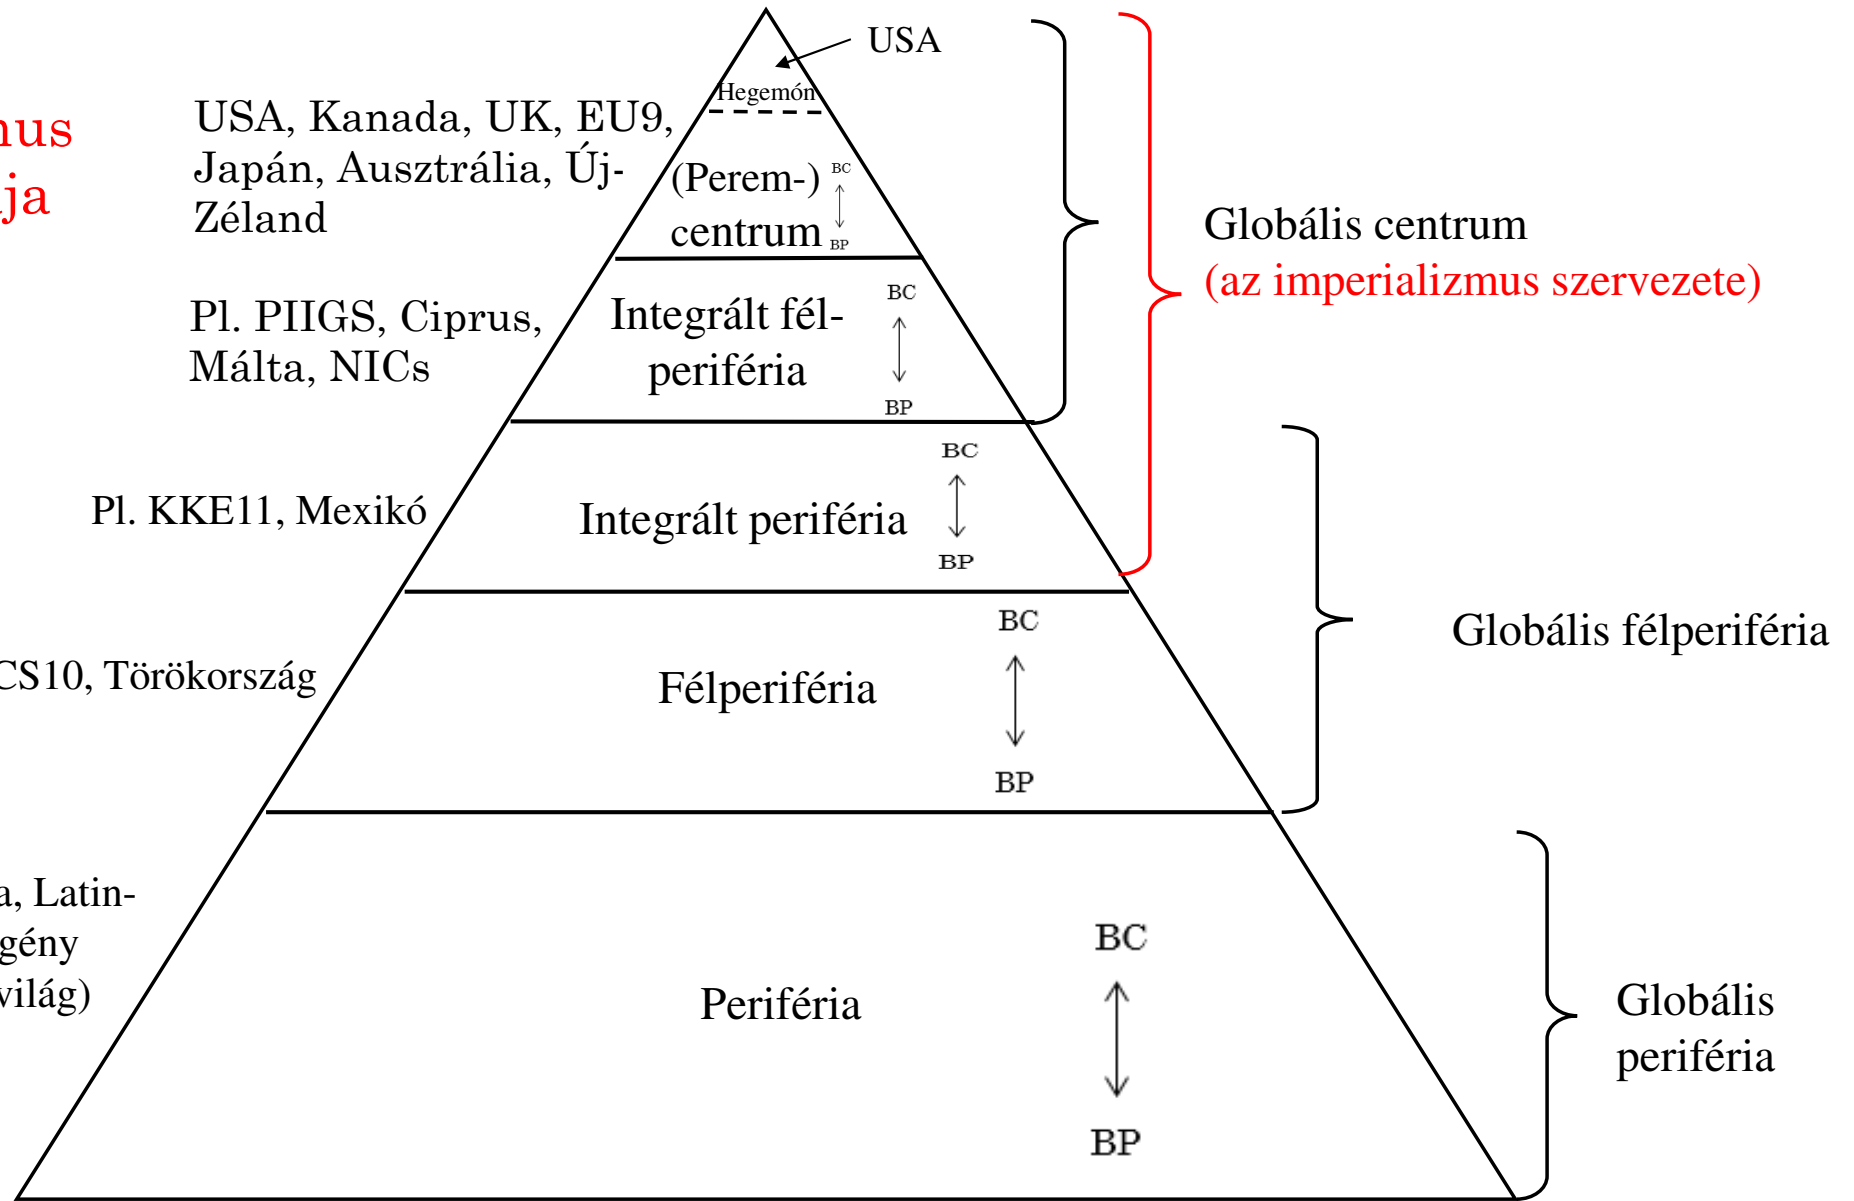 USA
Hegemón
USA, Kanada, UK, EU9,
Japán, Ausztrália, Új-
Zéland
(Perem-)
centrum
BC
BP
Globális centrum
(az imperializmus szervezete)
Pl. PIIGS, Ciprus,
Málta, NICs
Integrált fél-
periféria
BC
BP
Pl. KKE11, Mexikó
Integrált periféria
BC
BP
CS10, Törökország
Félperiféria
BC
BP
Globális félperiféria
a, Latin-
gény
világ)
Periféria
BC
BP
Globális
periféria